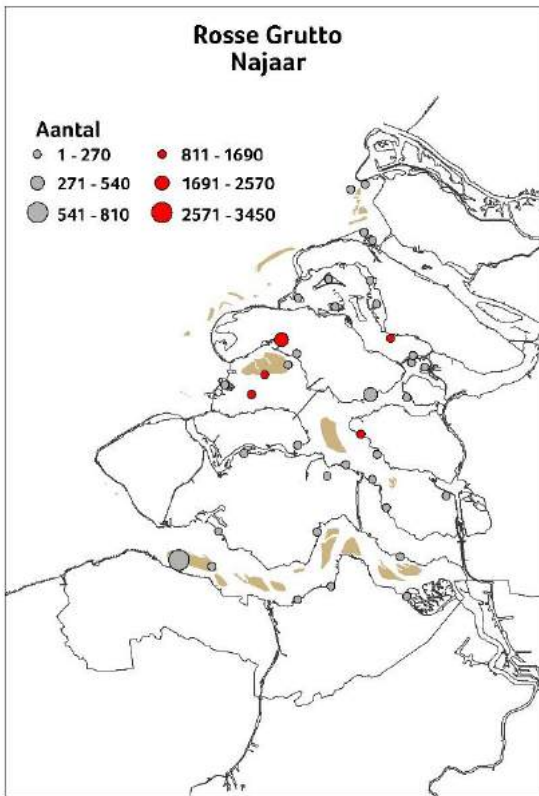 Rosse Grutto
Najaar
Aantal
1 - 270
271 - 540
541 - 810
811 - 1690
1691 - 2570
2571 - 3450